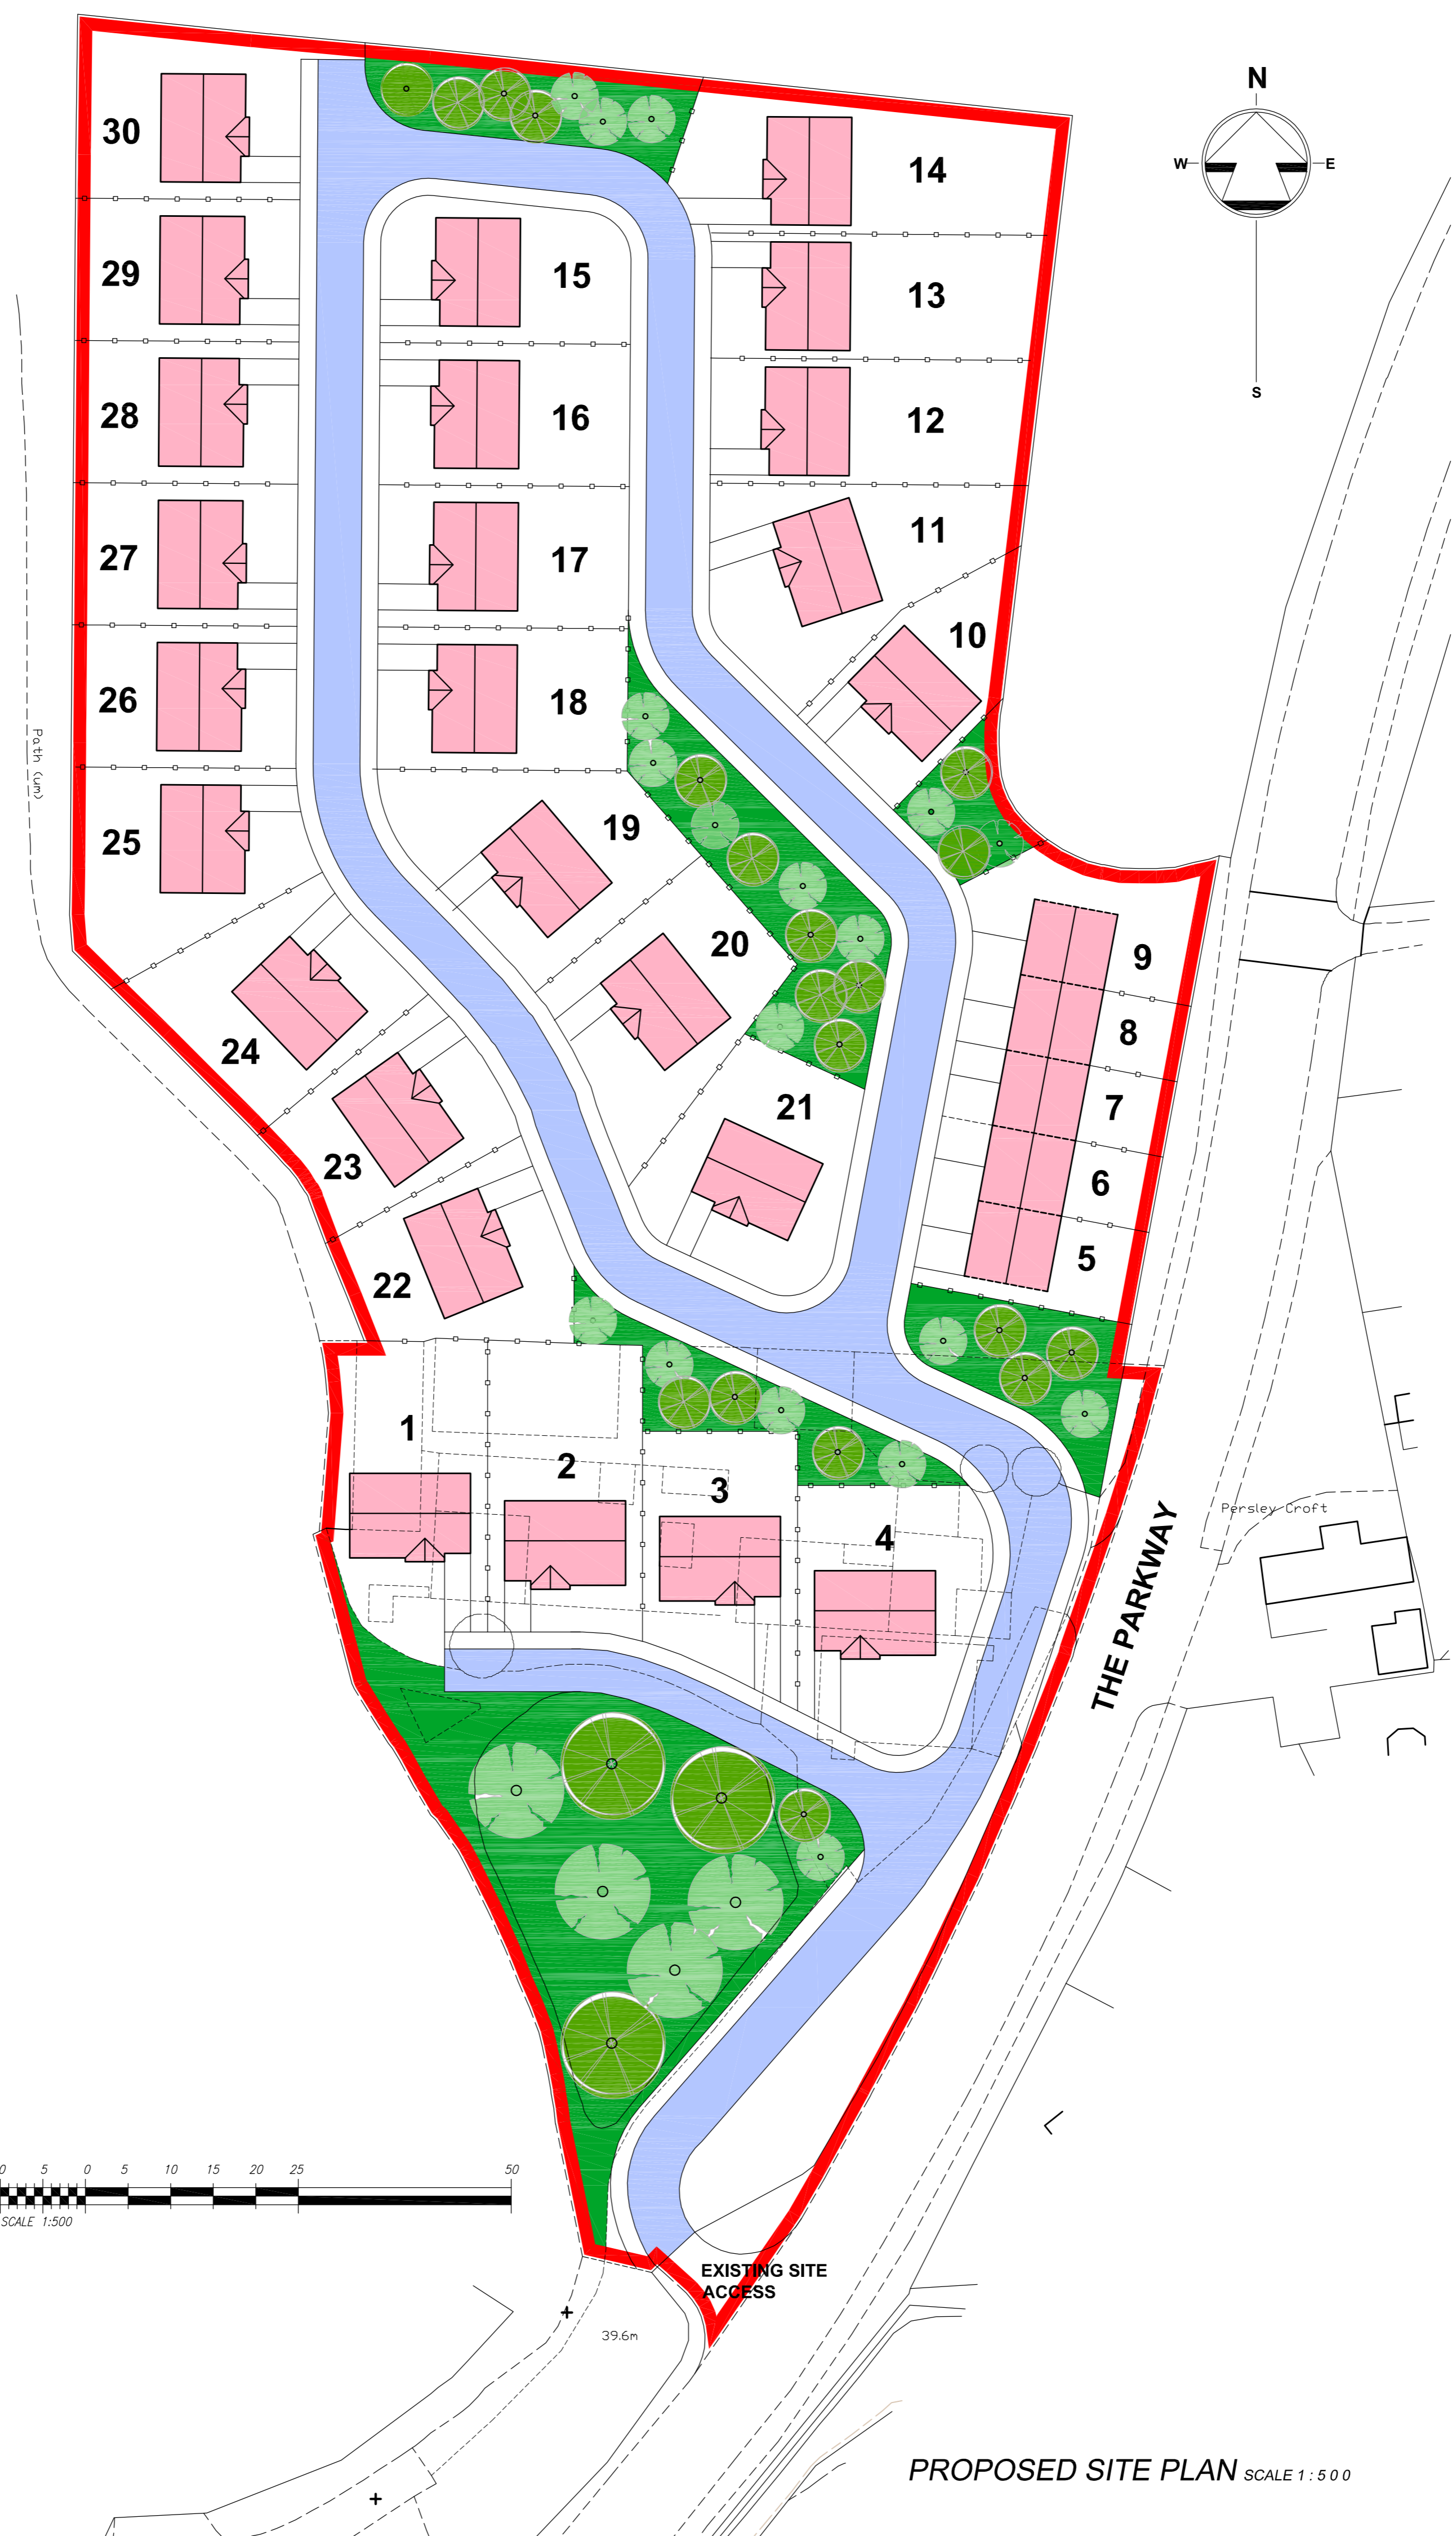 N
W
E
S
30
14
29
15
13
28
16
12
27
17
11
10
26
18
Path (um)
25
19
20
9
24
8
21
7
23
6
22
5
1
2
3
4
Persley Croft
THE PARKWAY
0 5 0 5 10 15 20 25 50
SCALE 1:500
EXISTING SITE
ACCESS
39.6m
PROPOSED SITE PLAN SCALE 1 : 5 0 0